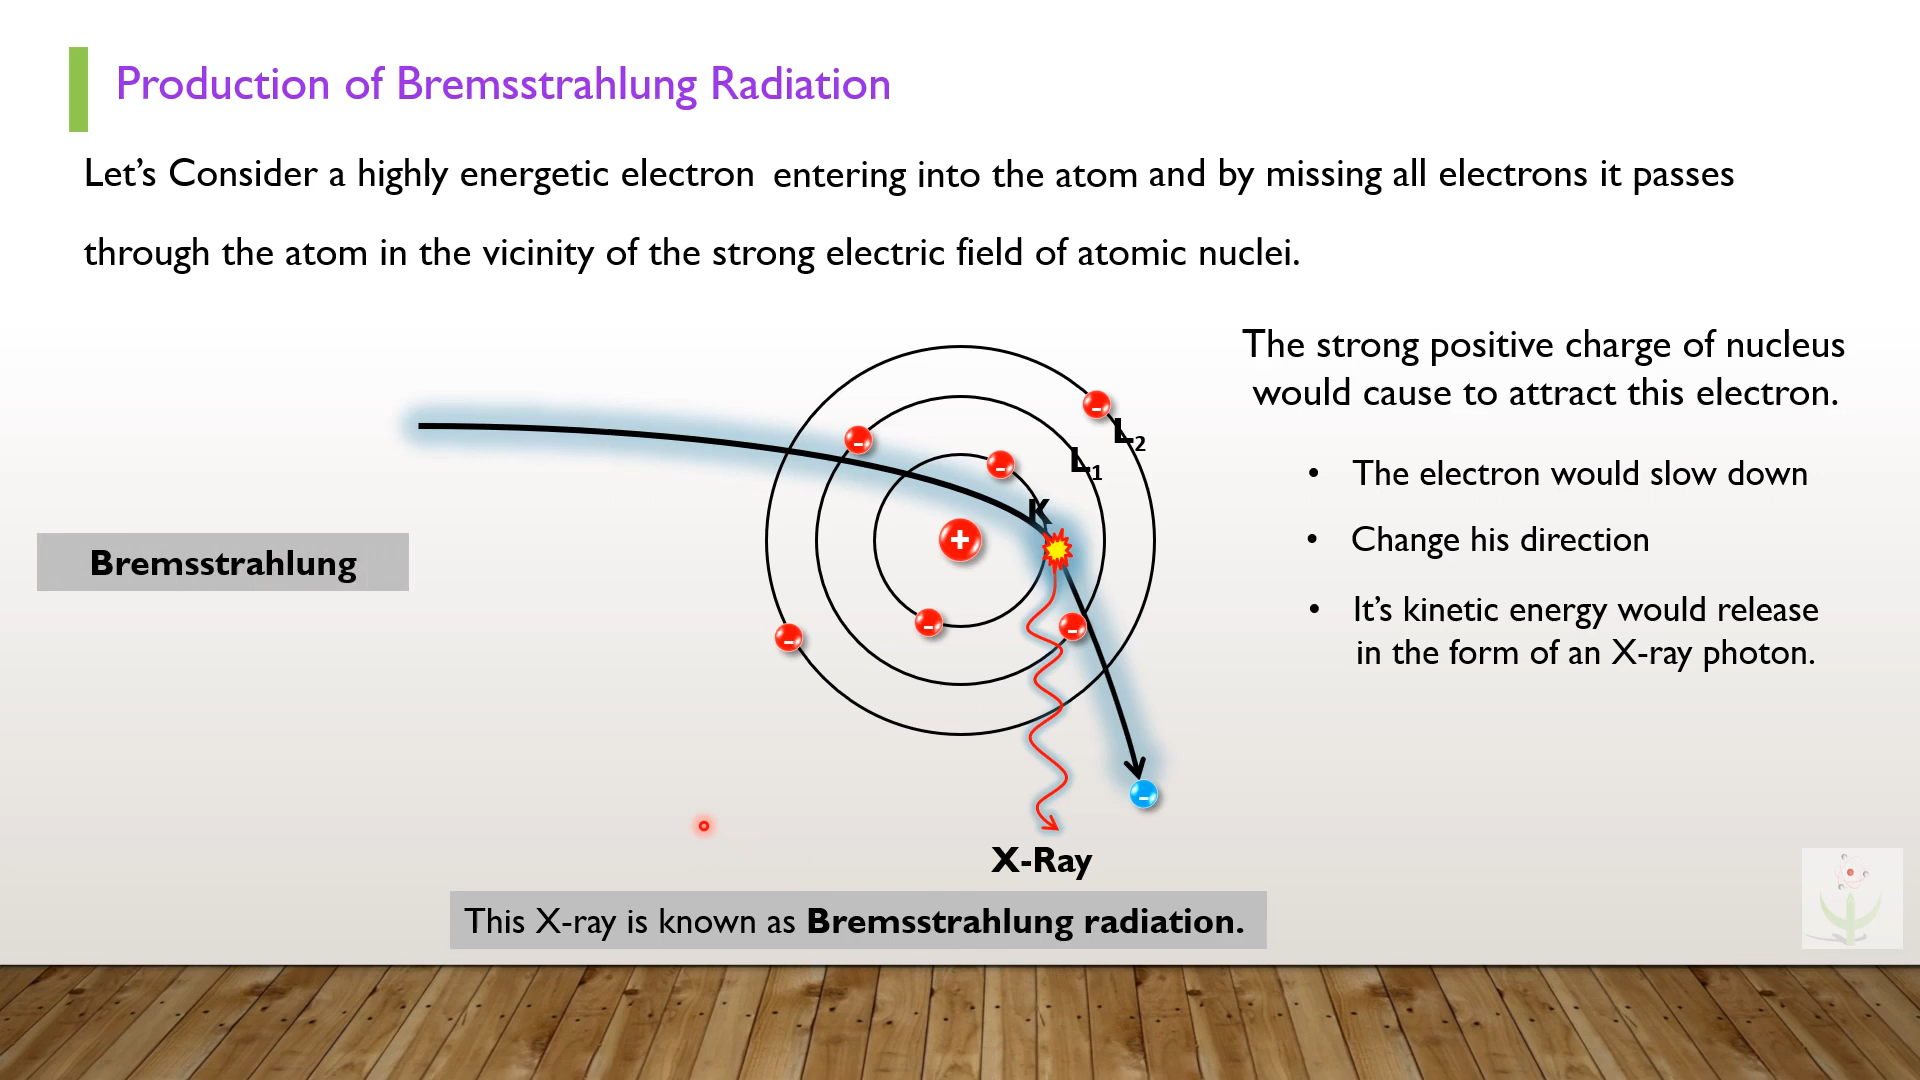 Production of Bremsstrahlung Radiation
Let's Consider a highly energetic electron entering into the atom and by missing all electrons it passes
through the atom in the vicinity of the strong electric field of atomic nuclei.
The strong positive charge of nucleus
would cause to attract this electron.
• The electron would slow down
• Change his direction
• It's kinetic energy would release
in the form of an X-ray photon.
Bremsstrahlung
L2
L1
K
+
-
-
-
-
-
-
-
X-Ray
This X-ray is known as Bremsstrahlung radiation.